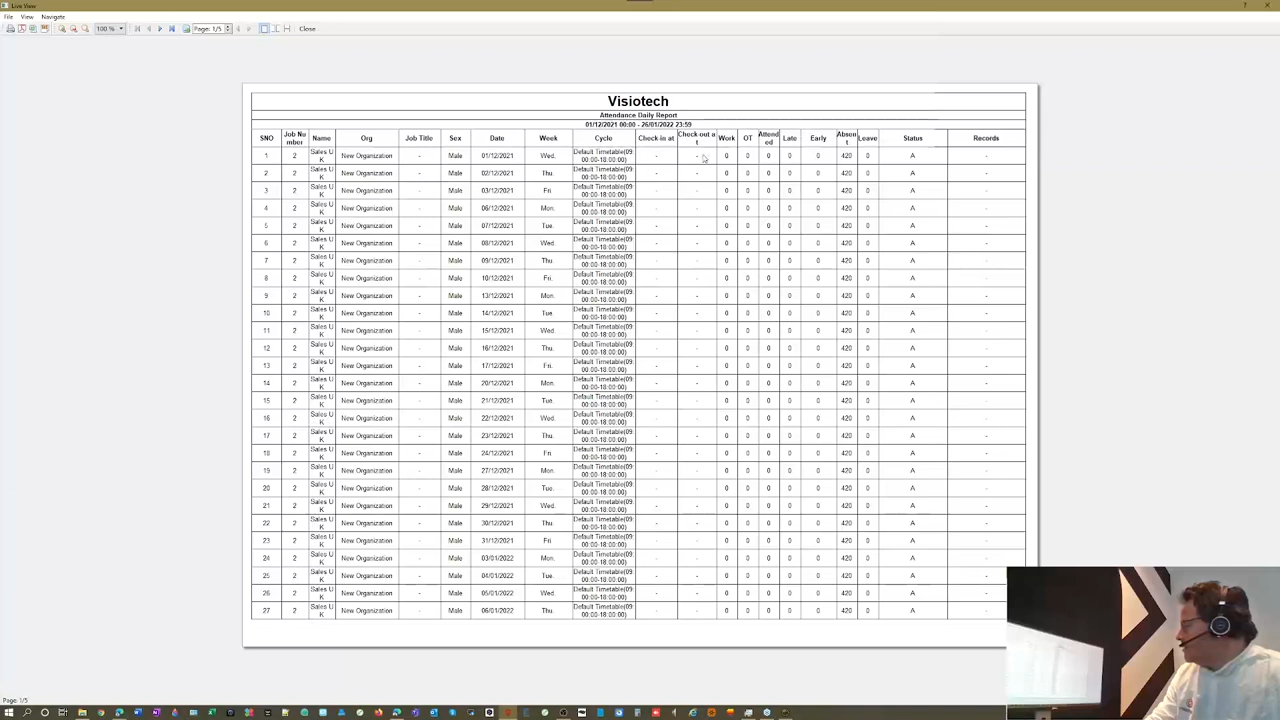 Live View
File View Navigate
100 % Page: 1/5 Close
Visiotech
Attendance Daily Report
01/12/2021 00:00 - 26/01/2022 23:59
SNO Job Nu mber Name Org Job Title Sex Date Week Cycle Check-in at Check-out a t Work OT Attend ed Late Early Absen t Leave Status Records
1 2 Sales U K New Organization - Male 01/12/2021 Wed. Default Timetable(09: 00:00-18:00:00) - - 0 0 0 0 0 420 0 A -
2 2 Sales U K New Organization - Male 02/12/2021 Thu. Default Timetable(09: 00:00-18:00:00) - - 0 0 0 0 0 420 0 A -
3 2 Sales U K New Organization - Male 03/12/2021 Fri. Default Timetable(09: 00:00-18:00:00) - - 0 0 0 0 0 420 0 A -
4 2 Sales U K New Organization - Male 06/12/2021 Mon. Default Timetable(09: 00:00-18:00:00) - - 0 0 0 0 0 420 0 A -
5 2 Sales U K New Organization - Male 07/12/2021 Tue. Default Timetable(09: 00:00-18:00:00) - - 0 0 0 0 0 420 0 A -
6 2 Sales U K New Organization - Male 08/12/2021 Wed. Default Timetable(09: 00:00-18:00:00) - - 0 0 0 0 0 420 0 A -
7 2 Sales U K New Organization - Male 09/12/2021 Thu. Default Timetable(09: 00:00-18:00:00) - - 0 0 0 0 0 420 0 A -
8 2 Sales U K New Organization - Male 10/12/2021 Fri. Default Timetable(09: 00:00-18:00:00) - - 0 0 0 0 0 420 0 A -
9 2 Sales U K New Organization - Male 13/12/2021 Mon. Default Timetable(09: 00:00-18:00:00) - - 0 0 0 0 0 420 0 A -
10 2 Sales U K New Organization - Male 14/12/2021 Tue. Default Timetable(09: 00:00-18:00:00) - - 0 0 0 0 0 420 0 A -
11 2 Sales U K New Organization - Male 15/12/2021 Wed. Default Timetable(09: 00:00-18:00:00) - - 0 0 0 0 0 420 0 A -
12 2 Sales U K New Organization - Male 16/12/2021 Thu. Default Timetable(09: 00:00-18:00:00) - - 0 0 0 0 0 420 0 A -
13 2 Sales U K New Organization - Male 17/12/2021 Fri. Default Timetable(09: 00:00-18:00:00) - - 0 0 0 0 0 420 0 A -
14 2 Sales U K New Organization - Male 20/12/2021 Mon. Default Timetable(09: 00:00-18:00:00) - - 0 0 0 0 0 420 0 A -
15 2 Sales U K New Organization - Male 21/12/2021 Tue. Default Timetable(09: 00:00-18:00:00) - - 0 0 0 0 0 420 0 A -
16 2 Sales U K New Organization - Male 22/12/2021 Wed. Default Timetable(09: 00:00-18:00:00) - - 0 0 0 0 0 420 0 A -
17 2 Sales U K New Organization - Male 23/12/2021 Thu. Default Timetable(09: 00:00-18:00:00) - - 0 0 0 0 0 420 0 A -
18 2 Sales U K New Organization - Male 24/12/2021 Fri. Default Timetable(09: 00:00-18:00:00) - - 0 0 0 0 0 420 0 A -
19 2 Sales U K New Organization - Male 27/12/2021 Mon. Default Timetable(09: 00:00-18:00:00) - - 0 0 0 0 0 420 0 A -
20 2 Sales U K New Organization - Male 28/12/2021 Tue. Default Timetable(09: 00:00-18:00:00) - - 0 0 0 0 0 420 0 A -
21 2 Sales U K New Organization - Male 29/12/2021 Wed. Default Timetable(09: 00:00-18:00:00) - - 0 0 0 0 0 420 0 A -
22 2 Sales U K New Organization - Male 30/12/2021 Thu. Default Timetable(09: 00:00-18:00:00) - - 0 0 0 0 0 420 0 A -
23 2 Sales U K New Organization - Male 31/12/2021 Fri. Default Timetable(09: 00:00-18:00:00) - - 0 0 0 0 0 420 0 A -
24 2 Sales U K New Organization - Male 03/01/2022 Mon. Default Timetable(09: 00:00-18:00:00) - - 0 0 0 0 0 420 0 A -
25 2 Sales U K New Organization - Male 04/01/2022 Tue. Default Timetable(09: 00:00-18:00:00) - - 0 0 0 0 0 420 0 A -
26 2 Sales U K New Organization - Male 05/01/2022 Wed. Default Timetable(09: 00:00-18:00:00) - - 0 0 0 0 0 420 0 A -
27 2 Sales U K New Organization - Male 06/01/2022 Thu. Default Timetable(09: 00:00-18:00:00) - - 0 0 0 0 0 420 0 A -
Page: 1/5